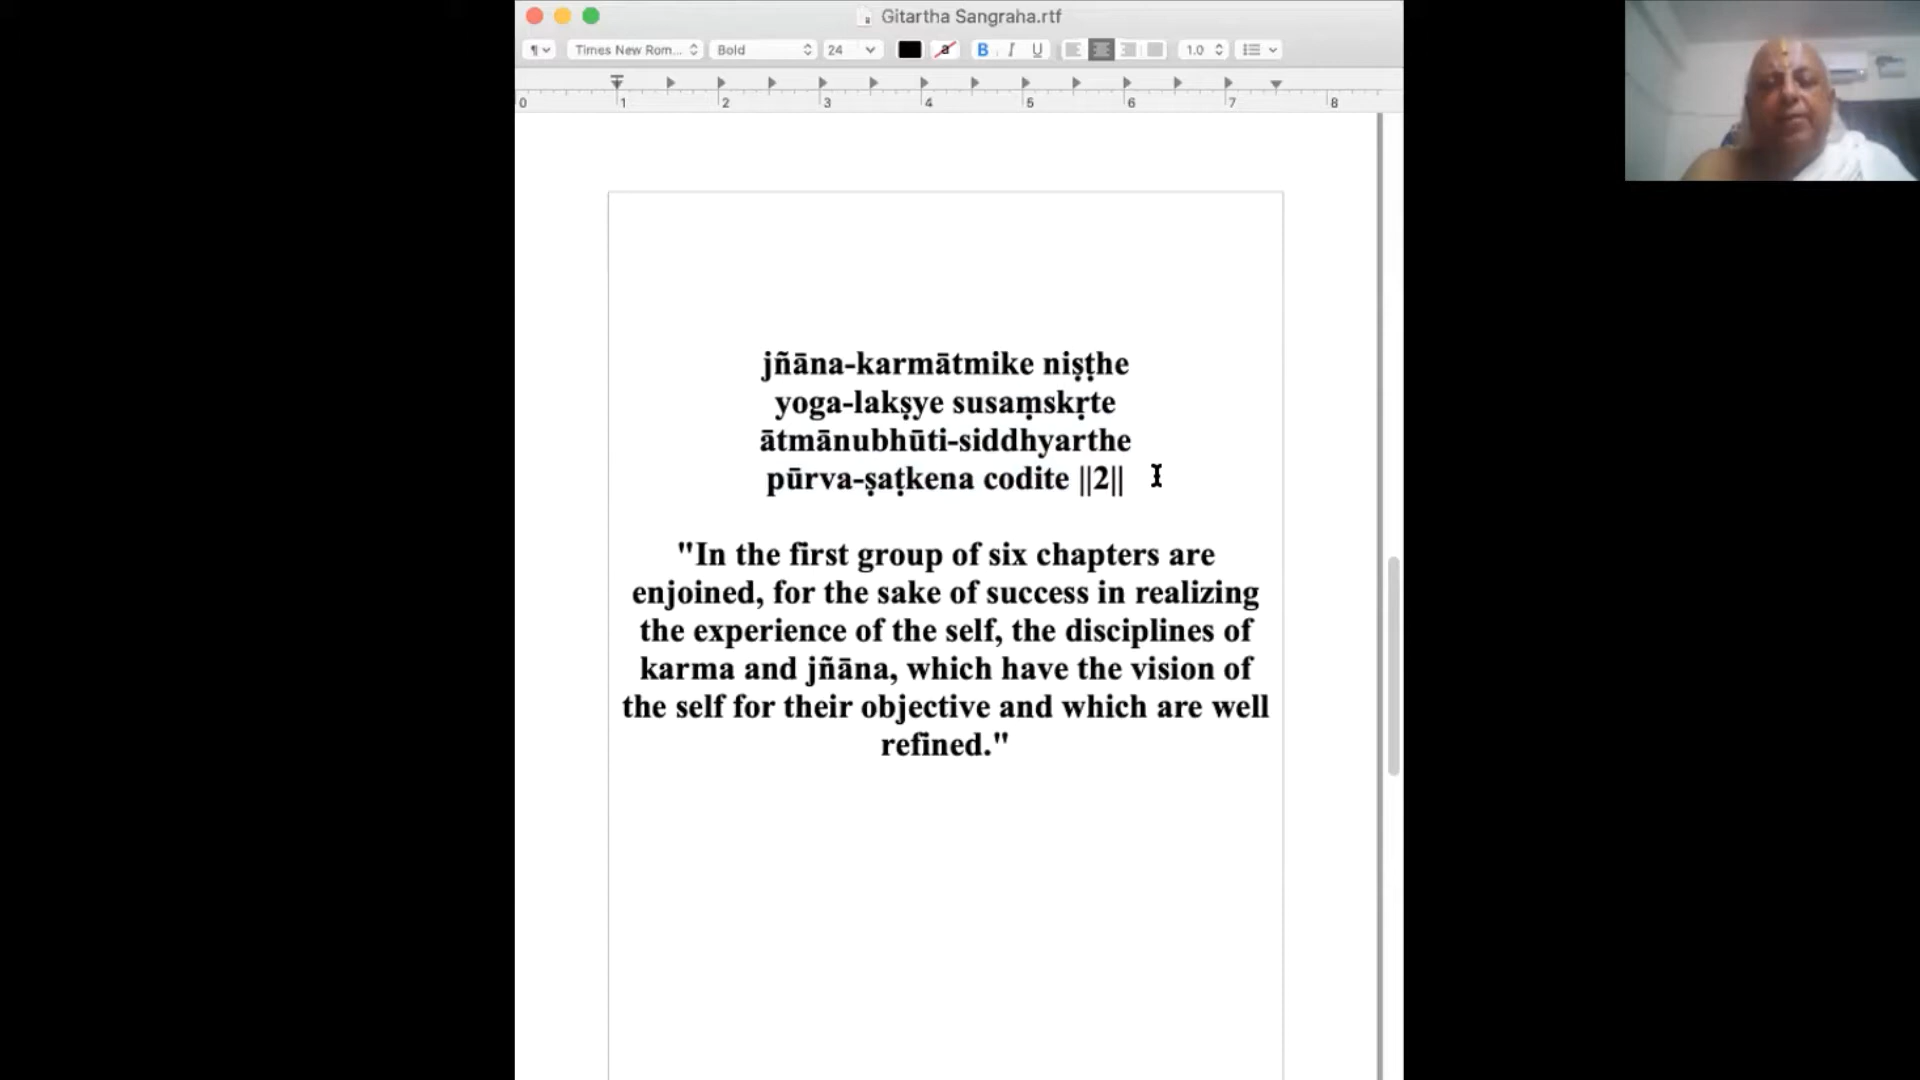 Gitartha Sangraha.rtf
¶ Times New Rom... Bold 24 a B I U 1.0
0 1 2 3 4 5 6 7 8
jñāna-karmātmike niṣṭhe
yoga-lakṣye susaṃskṛte
ātmānubhūti-siddhyarthe
pūrva-ṣaṭkena codite ||2||
"In the first group of six chapters are
enjoined, for the sake of success in realizing
the experience of the self, the disciplines of
karma and jñāna, which have the vision of
the self for their objective and which are well
refined."